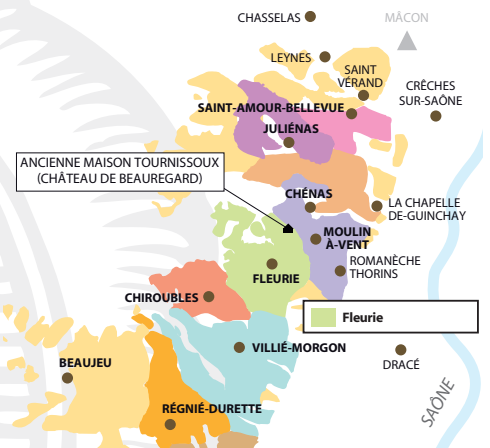 CHASSELAS
MÂCON
LEYNES
SAINT
VÉRAND
CRÊCHES
SUR-SAÔNE
SAINT-AMOUR-BELLEVUE
JULIÉNAS
ANCIENNE MAISON TOURNISSOUX
(CHÂTEAU DE BEAUREGARD)
CHÉNAS
LA CHAPELLE
DE-GUINCHAY
MOULIN
À-VENT
ROMANÈCHE
THORINS
FLEURIE
CHIROUBLES
Fleurie
VILLIÉ-MORGON
DRACÉ
BEAUJEU
SAÔNE
RÉGNIÉ-DURETTE